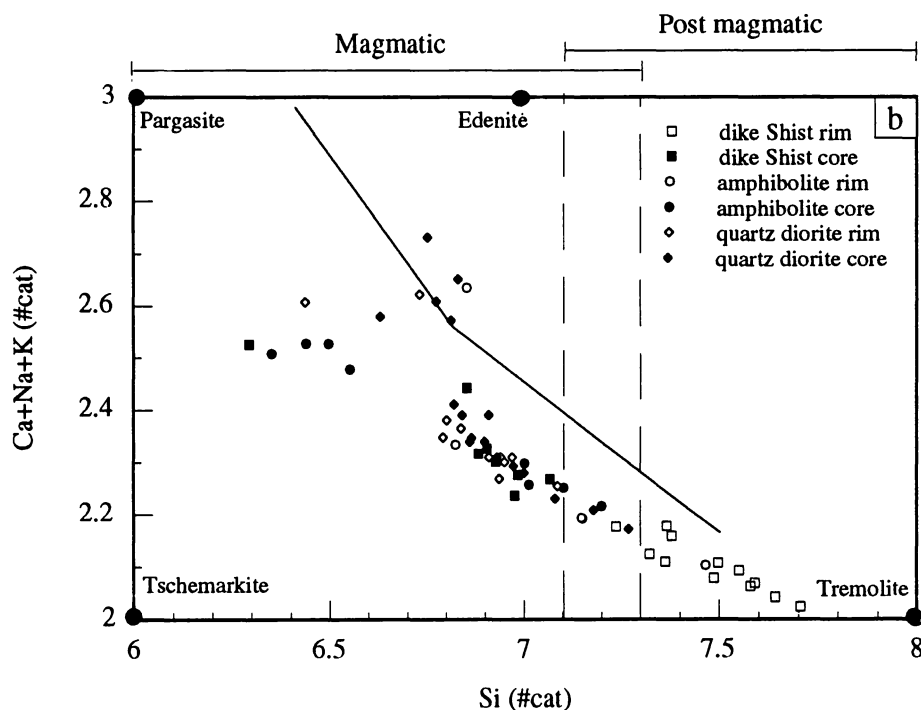 Post magmatic
Magmatic
3
Pargasite
Edenite
b
dike Shist rim
dike Shist core
amphibolite rim
amphibolite core
quartz diorite rim
quartz diorite core
2.8
2.6
2.4
2.2
2
Ca+Na+K (#cat)
Tschemarkite
Tremolite
6
6.5
7
7.5
8
Si (#cat)